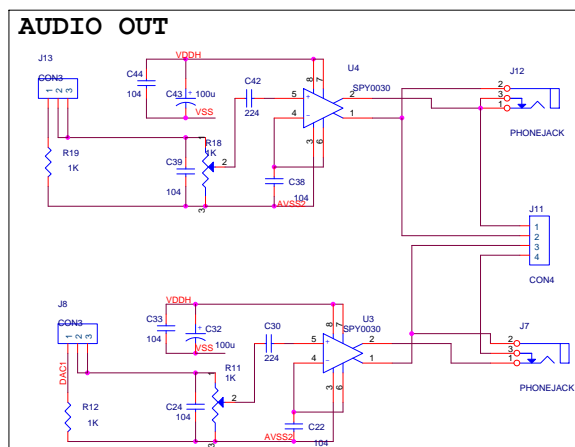 AUDIO OUT
J13
CON3
1 2 3
R19
1K
C44
104
VDDH
C43
100u
VSS
C42
224
C39
104
R18
1K
1
2
3
C38
104
AVSS2
U4
SPY0030
5
4
8
7
2
1
3
6
J12
2
3
1
PHONEJACK
J11
1
2
3
4
CON4
J8
CON3
1 2 3
DAC1
R12
1K
C33
104
VDDH
C32
100u
VSS
C30
224
C24
104
R11
1K
1
2
3
C22
104
AVSS2
U3
SPY0030
5
4
8
7
2
1
3
6
J7
2
3
1
PHONEJACK